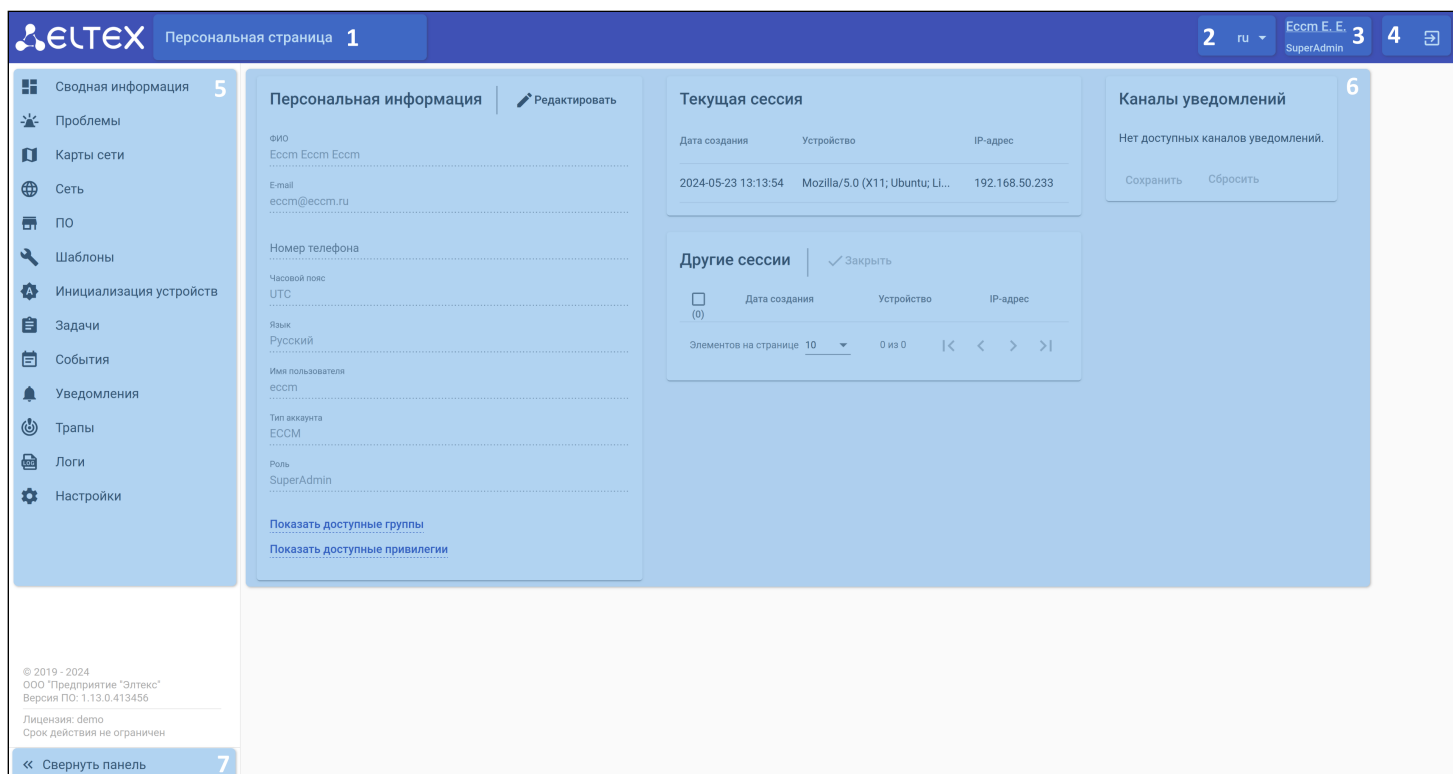 ELTEX
Персональная страница 1
2 ru
Eccm E. E.
SuperAdmin
3
4
Сводная информация
5
Проблемы
Карты сети
Сеть
ПО
Шаблоны
Инициализация устройств
Задачи
События
Уведомления
Трапы
LOG Логи
Настройки
© 2019 - 2024
ООО "Предприятие "Элтекс"
Версия ПО: 1.13.0.413456
Лицензия: demo
Срок действия не ограничен
Свернуть панель 7
Персональная информация Редактировать
ФИО
Eccm Eccm Eccm
E-mail
eccm@eccm.ru
Номер телефона
Часовой пояс
UTC
Язык
Русский
Имя пользователя
eccm
Тип аккаунта
ECCM
Роль
SuperAdmin
Показать доступные группы
Показать доступные привилегии
Текущая сессия
Дата создания Устройство IP-адрес
2024-05-23 13:13:54 Mozilla/5.0 (X11; Ubuntu; Li... 192.168.50.233
Другие сессии Закрыть
(0) Дата создания Устройство IP-адрес
Элементов на странице 10 0 из 0
Каналы уведомлений
6
Нет доступных каналов уведомлений.
Сохранить Сбросить